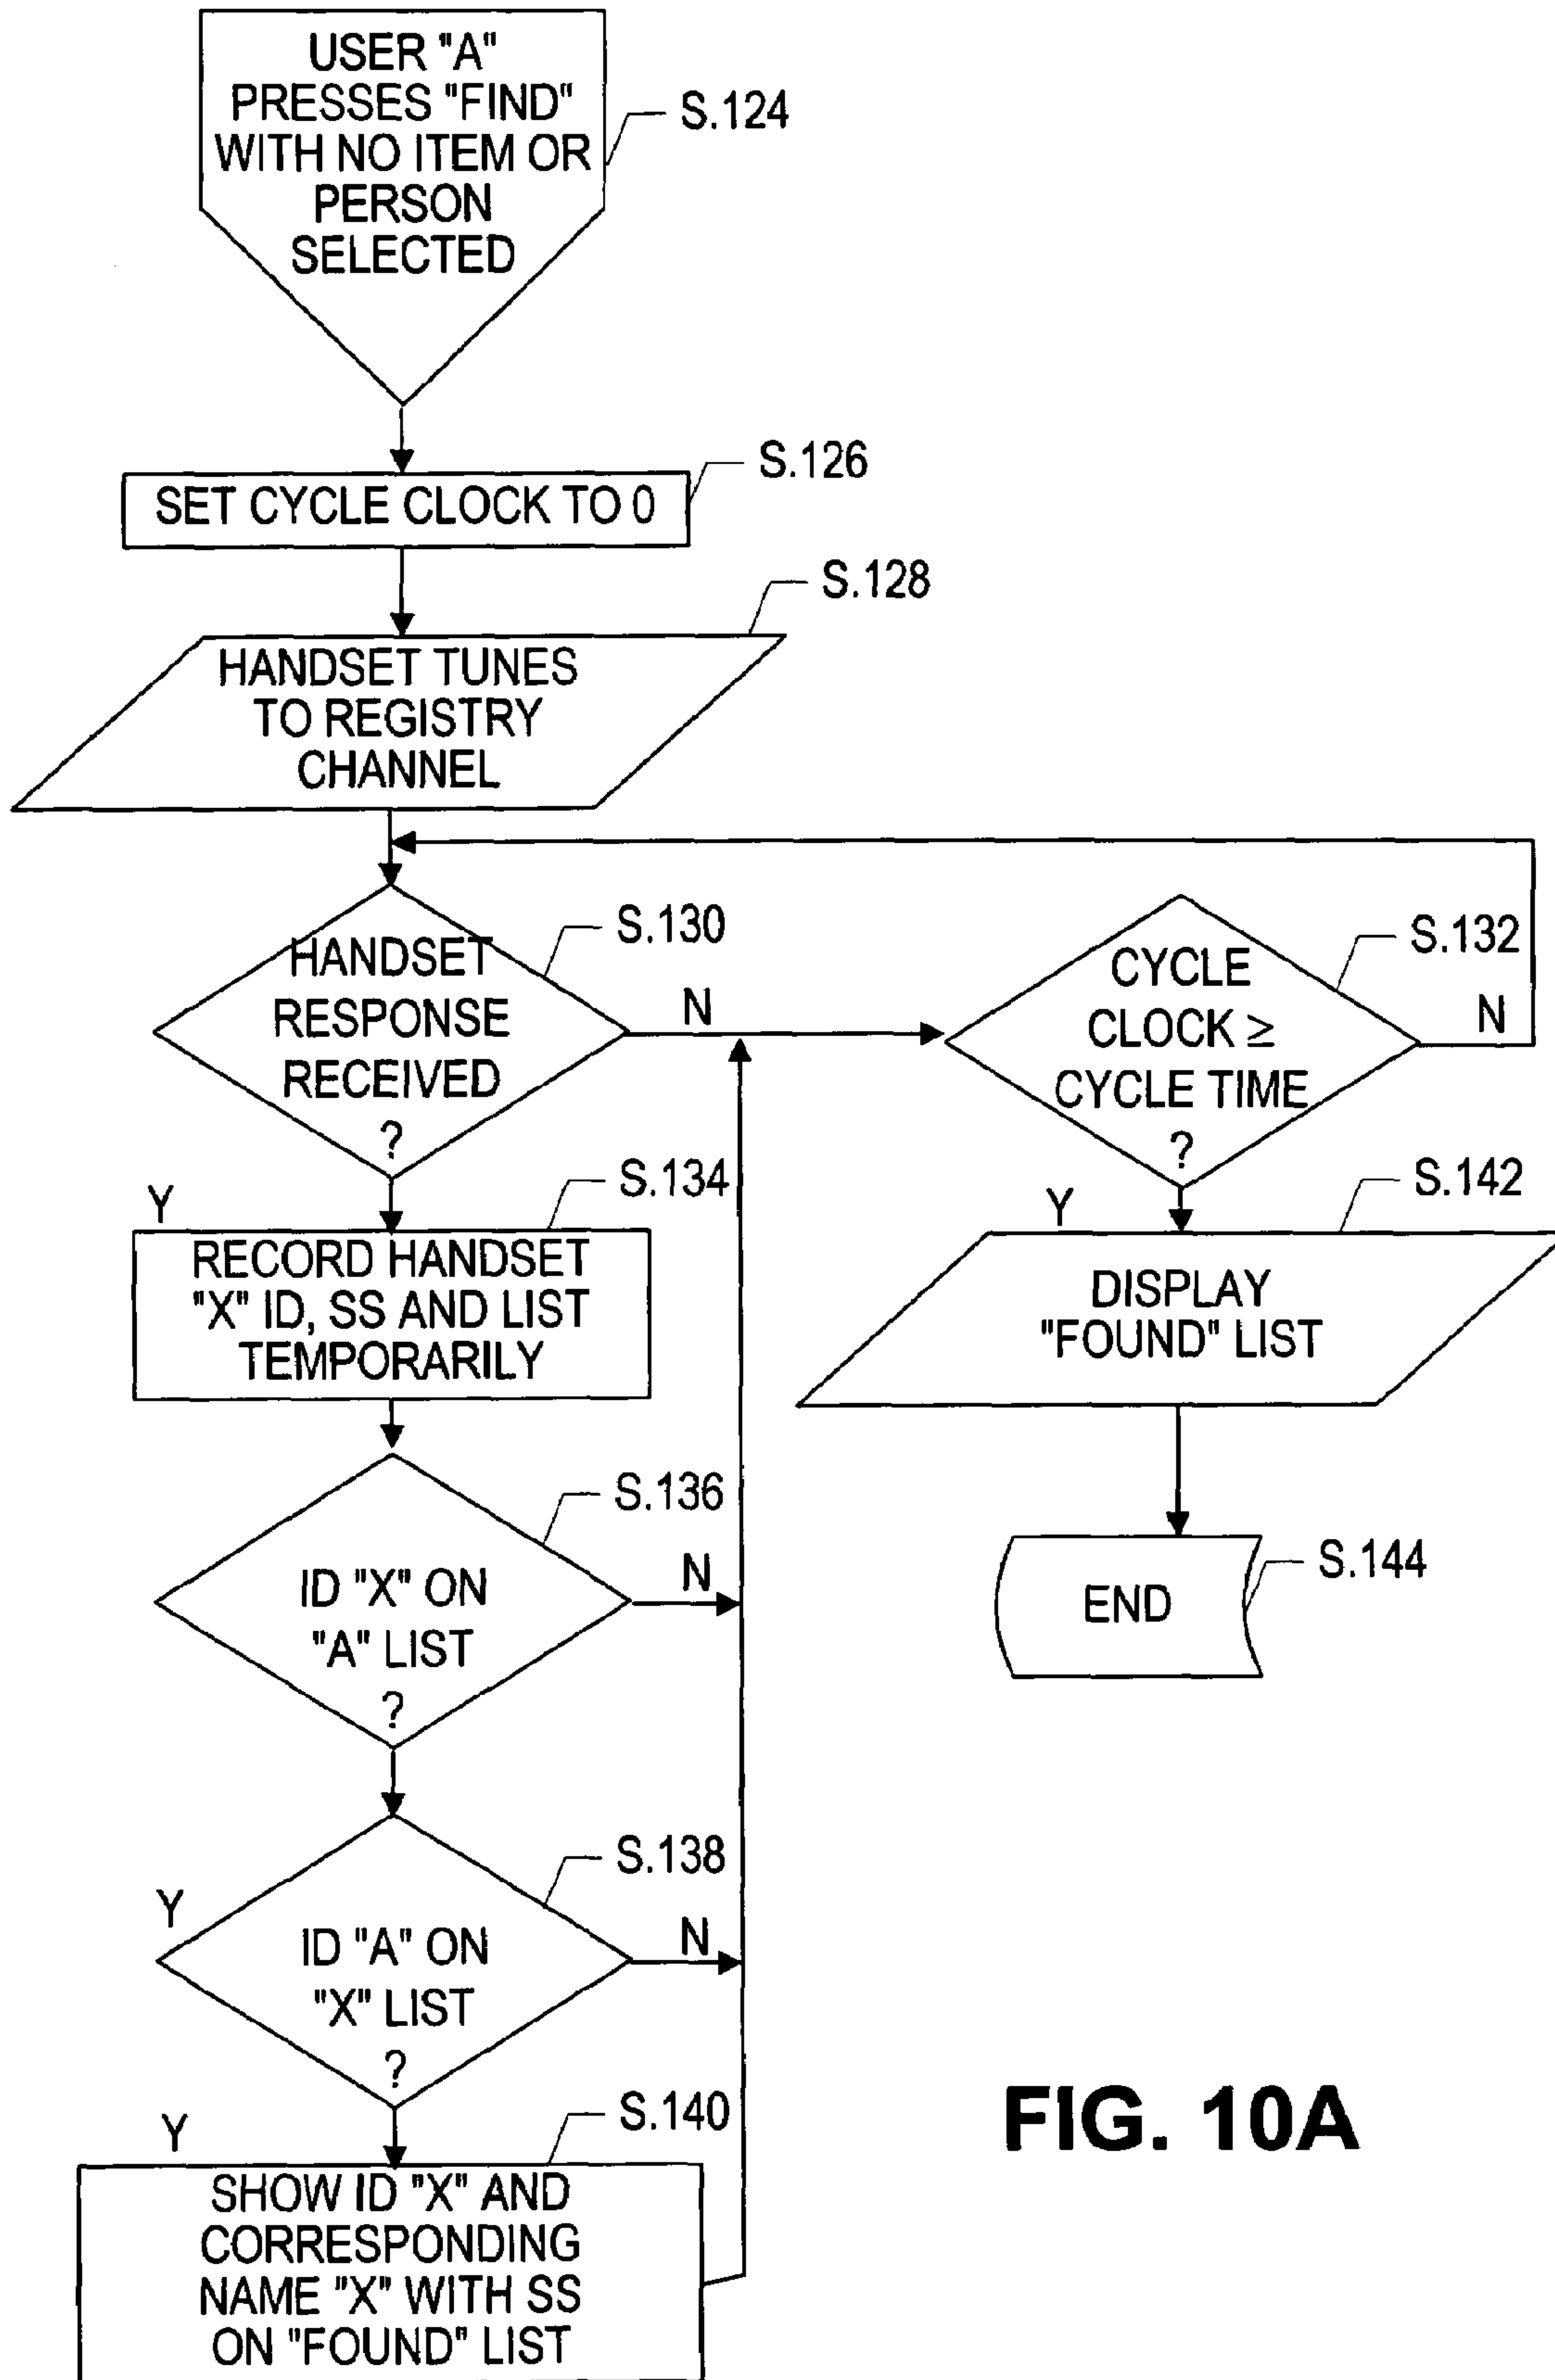 USER "A"
PRESSES "FIND"
WITH NO ITEM OR
PERSON
SELECTED
S.124
S.126
SET CYCLE CLOCK TO 0
S.128
HANDSET TUNES
TO REGISTRY
CHANNEL
S.130
HANDSET
RESPONSE
RECEIVED
?
N
Y
S.132
CYCLE
CLOCK ≥
CYCLE TIME
?
N
Y
S.134
RECORD HANDSET
"X" ID, SS AND LIST
TEMPORARILY
S.142
DISPLAY
"FOUND" LIST
S.136
ID "X" ON
"A" LIST
?
N
S.144
END
Y
S.138
ID "A" ON
"X" LIST
?
N
Y
S.140
SHOW ID "X" AND
CORRESPONDING
NAME "X" WITH SS
ON "FOUND" LIST
FIG. 10A